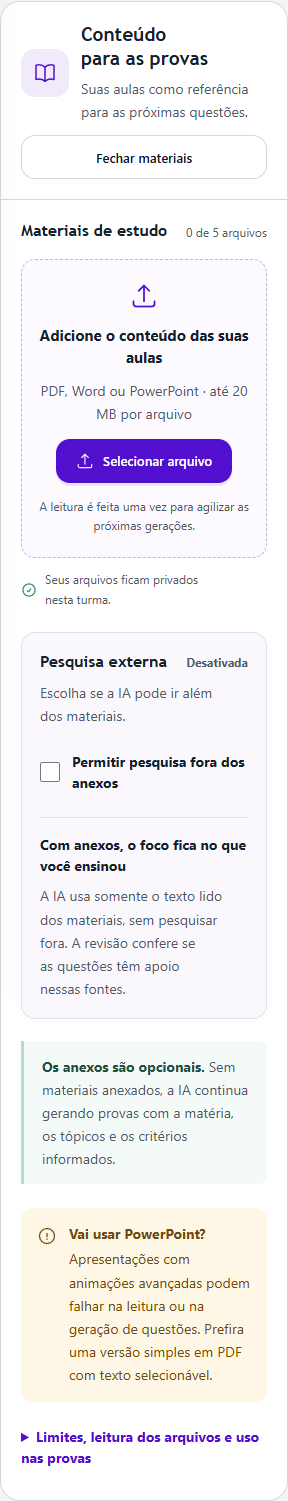 Conteúdo
para as provas
Suas aulas como referência
para as próximas questões.
Fechar materiais
Materiais de estudo 0 de 5 arquivos
Adicione o conteúdo das suas
aulas
PDF, Word ou PowerPoint · até 20
MB por arquivo
Selecionar arquivo
A leitura é feita uma vez para agilizar as
próximas gerações.
Seus arquivos ficam privados
nesta turma.
Pesquisa externa Desativada
Escolha se a IA pode ir além
dos materiais.
Permitir pesquisa fora dos
anexos
Com anexos, o foco fica no que
você ensinou
A IA usa somente o texto lido
dos materiais, sem pesquisar
fora. A revisão confere se
as questões têm apoio
nessas fontes.
Os anexos são opcionais. Sem
materiais anexados, a IA continua
gerando provas com a matéria,
os tópicos e os critérios
informados.
Vai usar PowerPoint?
Apresentações com
animações avançadas podem
falhar na leitura ou na
geração de questões. Prefira
uma versão simples em PDF
com texto selecionável.
Limites, leitura dos arquivos e uso
nas provas